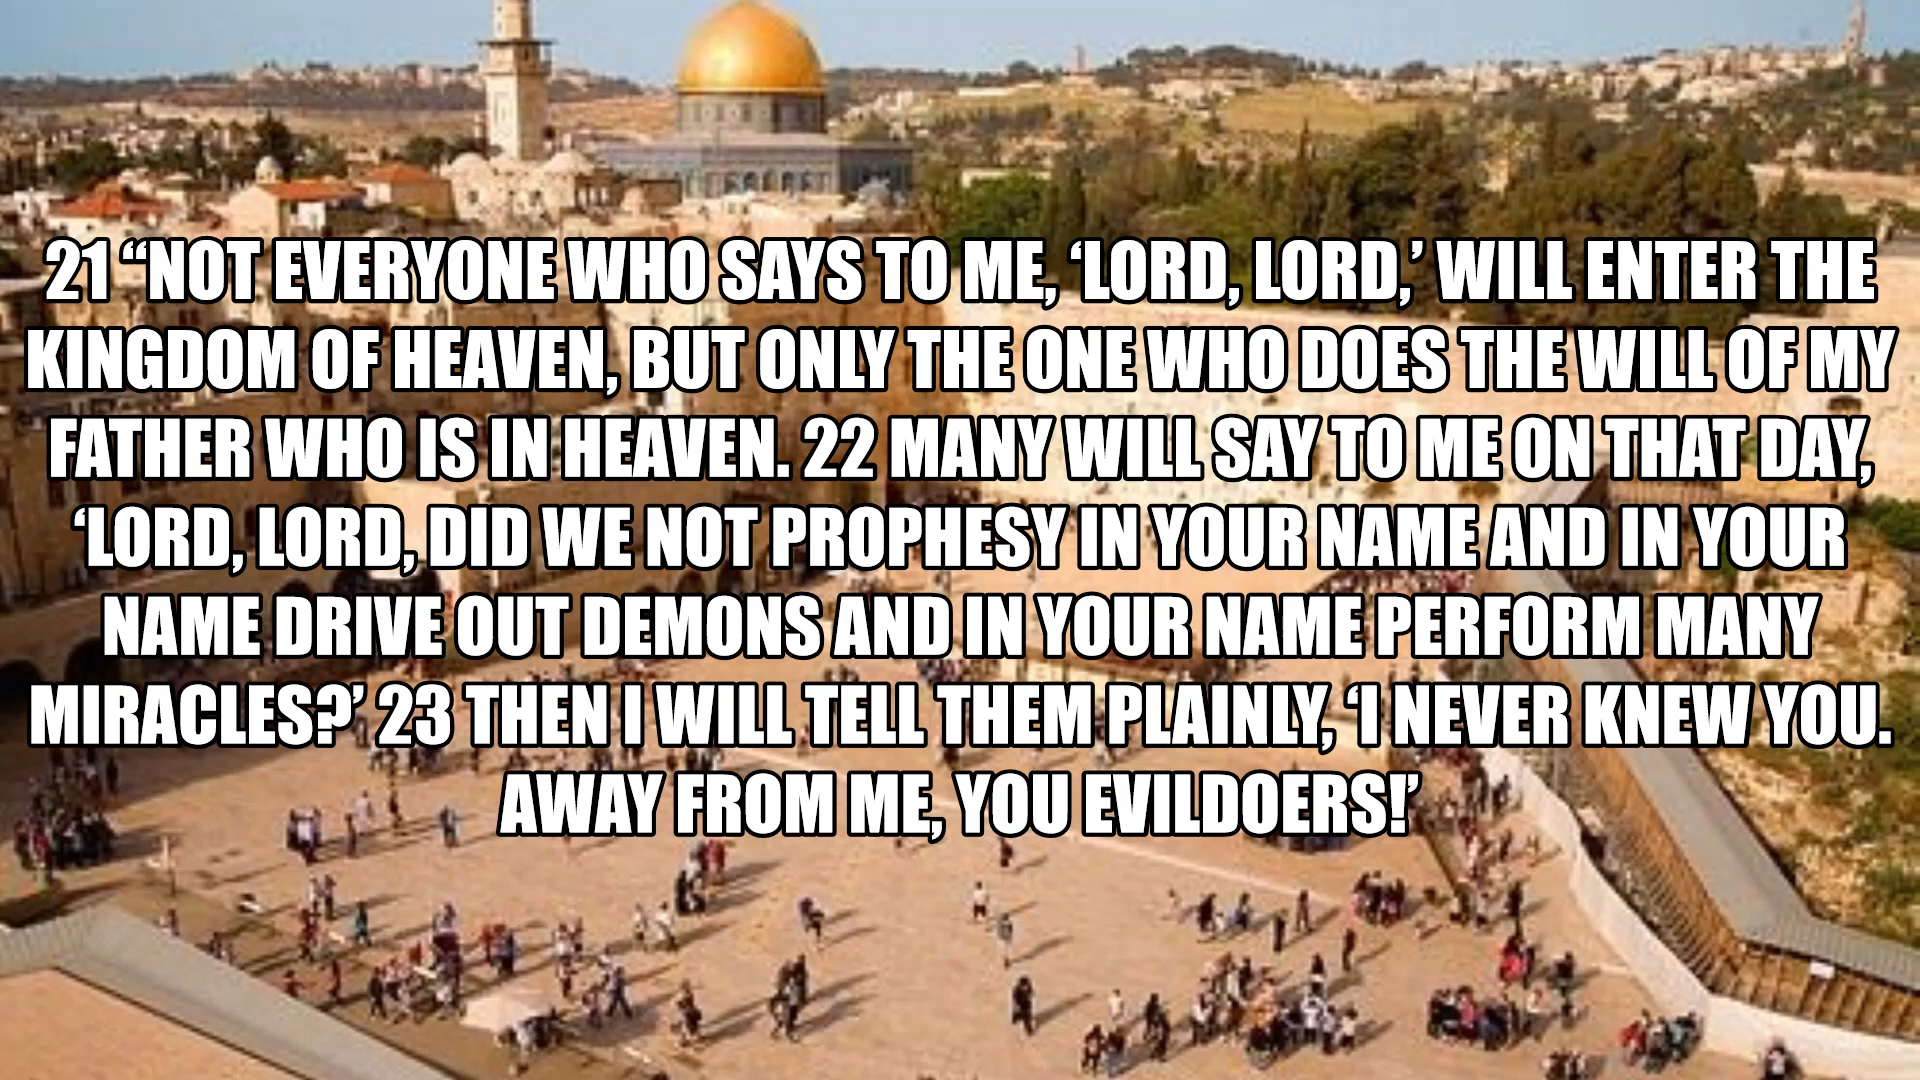 21 “NOT EVERYONE WHO SAYS TO ME, ‘LORD, LORD,’ WILL ENTER THE
KINGDOM OF HEAVEN, BUT ONLY THE ONE WHO DOES THE WILL OF MY
FATHER WHO IS IN HEAVEN. 22 MANY WILL SAY TO ME ON THAT DAY,
‘LORD, LORD, DID WE NOT PROPHESY IN YOUR NAME AND IN YOUR
NAME DRIVE OUT DEMONS AND IN YOUR NAME PERFORM MANY
MIRACLES?’ 23 THEN I WILL TELL THEM PLAINLY, ‘I NEVER KNEW YOU.
AWAY FROM ME, YOU EVILDOERS!’